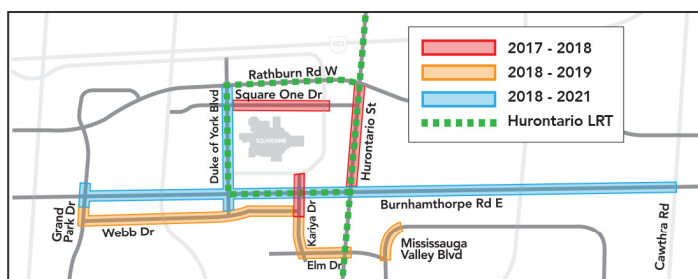 403
2017 - 2018
2018 - 2019
2018 - 2021
Hurontario LRT
Rathburn Rd W
Square One Dr
Duke of York Blvd
SQUARE ONE
Hurontario St
Burnhamthorpe Rd E
Grand
Park Dr
Webb Dr
Kariya Dr
Elm Dr
Mississauga
Valley Blvd
Cawthra Rd